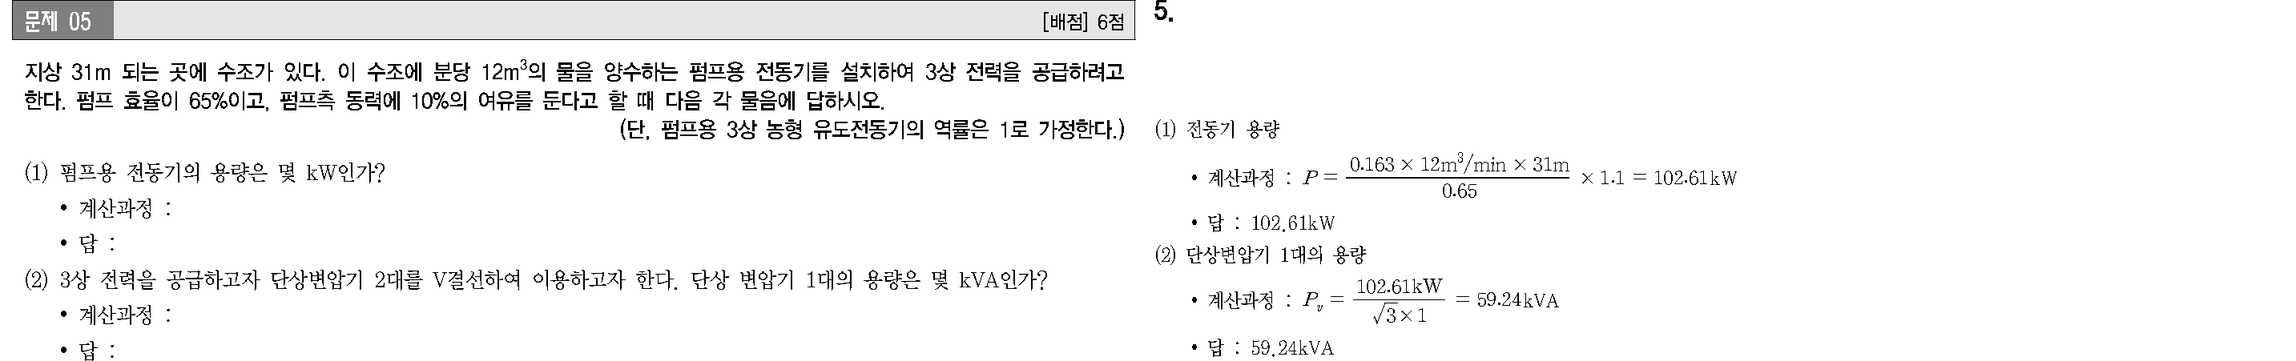 문제 05
[배점] 6점
지상 31m 되는 곳에 수조가 있다. 이 수조에 분당 12m³의 물을 양수하는 펌프용 전동기를 설치하여 3상 전력을 공급하려고
한다. 펌프 효율이 65%이고, 펌프측 동력에 10%의 여유를 둔다고 할 때 다음 각 물음에 답하시오.
(단, 펌프용 3상 농형 유도전동기의 역률은 1로 가정한다.)
(1) 펌프용 전동기의 용량은 몇 kW인가?
• 계산과정 :
• 답 :
(2) 3상 전력을 공급하고자 단상변압기 2대를 V결선하여 이용하고자 한다. 단상 변압기 1대의 용량은 몇 kVA인가?
• 계산과정 :
• 답 :
5.
(1) 전동기 용량
• 계산과정 : P = (0.163 × 12m³/min × 31m) / 0.65 × 1.1 = 102.61kW
• 답 : 102.61kW
(2) 단상변압기 1대의 용량
• 계산과정 : Pᵥ = 102.61kW / (√3 × 1) = 59.24kVA
• 답 : 59.24kVA